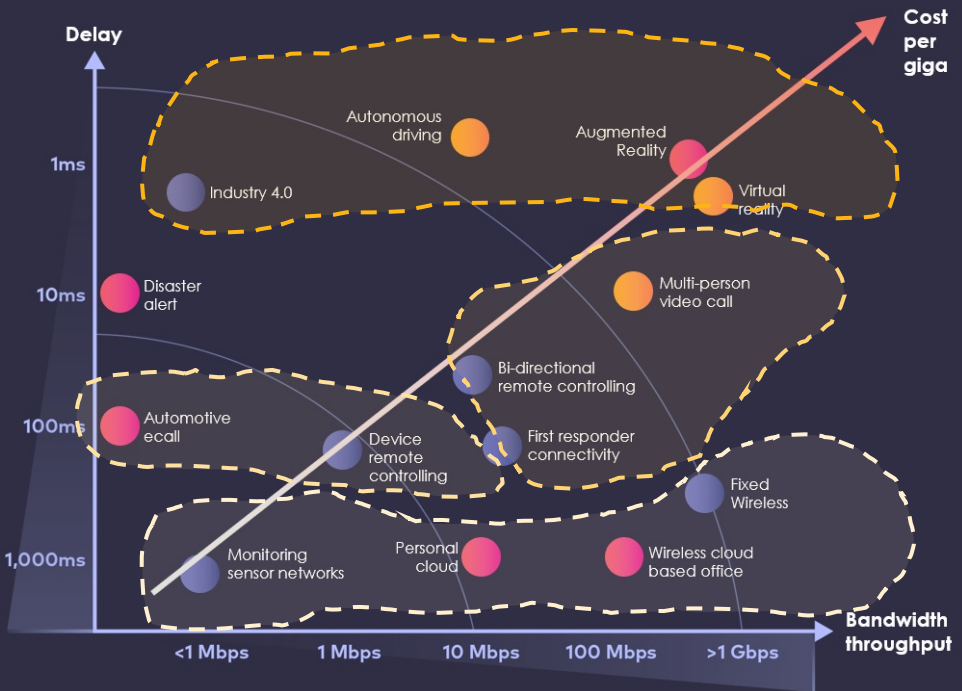 Delay
Cost
per
giga
Autonomous
driving
Augmented
Reality
1ms
Industry 4.0
Virtual
reality
Disaster
alert
10ms
Multi-person
video call
Bi-directional
remote controlling
Automotive
ecall
100ms
Device
remote
controlling
First responder
connectivity
Fixed
Wireless
Monitoring
sensor networks
Personal
cloud
Wireless cloud
based office
1,000ms
Bandwidth
throughput
<1 Mbps
1 Mbps
10 Mbps
100 Mbps
>1 Gbps